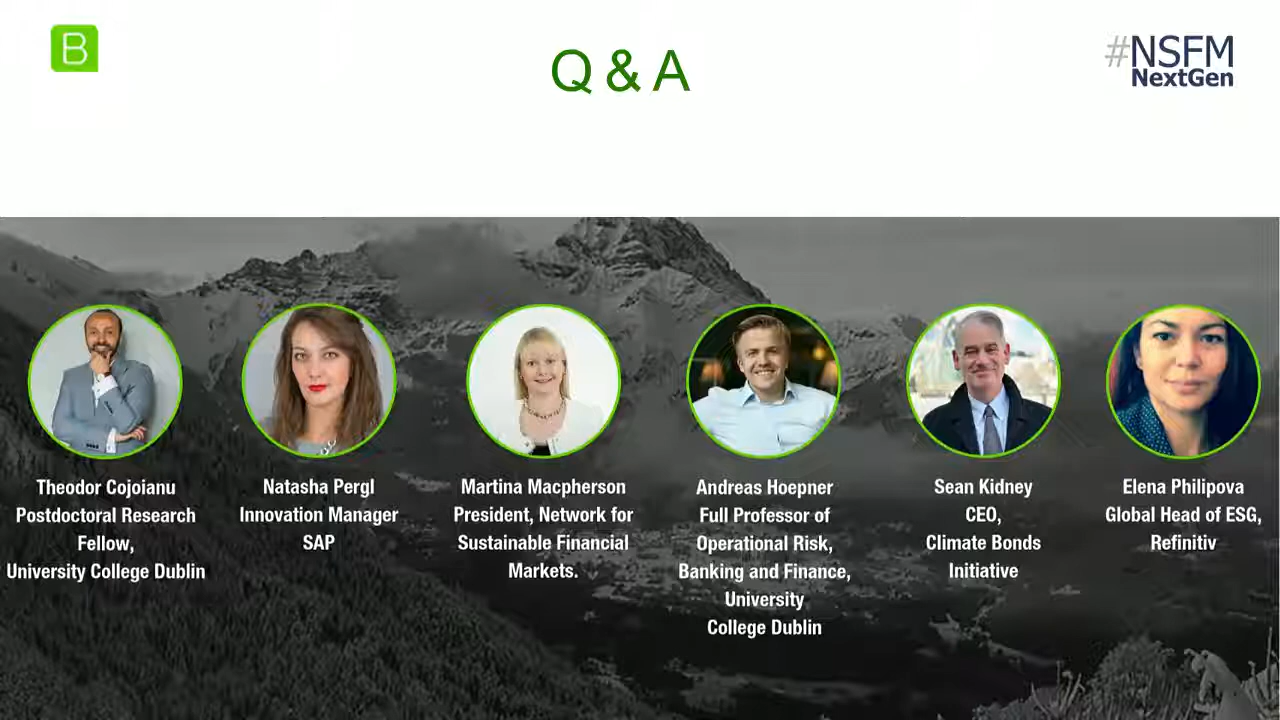 B
Q & A
#NSFM
NextGen
Theodor Cojoianu
Postdoctoral Research
Fellow,
University College Dublin
Natasha Pergl
Innovation Manager
SAP
Martina Macpherson
President, Network for
Sustainable Financial
Markets.
Andreas Hoepner
Full Professor of
Operational Risk,
Banking and Finance,
University
College Dublin
Sean Kidney
CEO,
Climate Bonds
Initiative
Elena Philipova
Global Head of ESG,
Refinitiv